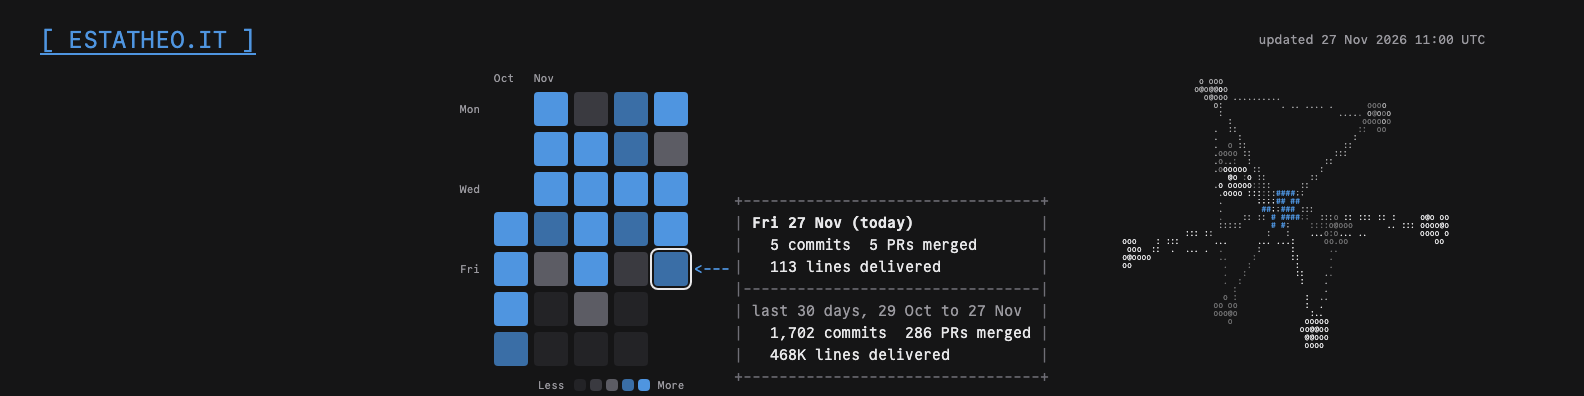 [ ESTATHEO.IT ]
updated 27 Nov 2026 11:00 UTC
Oct Nov
Mon
Wed
Fri
Less More
Fri 27 Nov (today)
5 commits 5 PRs merged
<---
113 lines delivered
last 30 days, 29 Oct to 27 Nov
1,702 commits 286 PRs merged
468K lines delivered